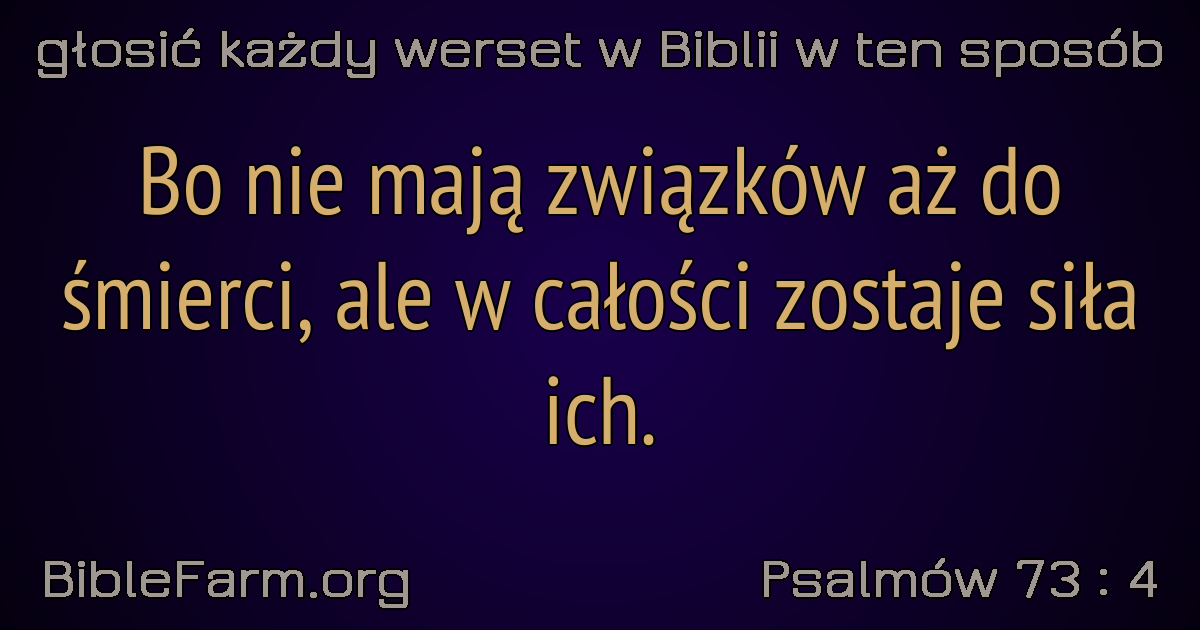 głosić każdy werset w Biblii w ten sposób
Bo nie mają związków aż do
śmierci, ale w całości zostaje siła
ich.
BibleFarm.org
Psalmów 73 : 4